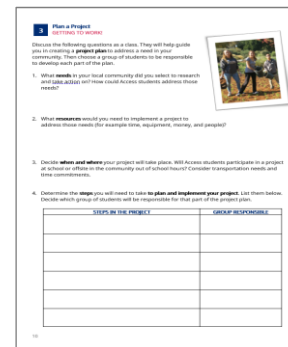 3
Plan a Project
GETTING TO WORK!
Discuss the following questions as a class. They will help guide
you in creating a project plan to address a need in your
community. Then choose a group of students to be responsible
to develop each part of the plan.
1. What needs in your local community did you select to research
and take action on? How could Access students address those
needs?
2. What resources would you need to implement a project to
address those needs (for example time, equipment, money, and people)?
3. Decide when and where your project will take place. Will Access students participate in a project
at school or offsite in the community out of school hours? Consider transportation needs and
time commitments.
4. Determine the steps you will need to take to plan and implement your project. List them below.
Decide which group of students will be responsible for that part of the project plan.
STEPS IN THE PROJECT
GROUP RESPONSIBLE